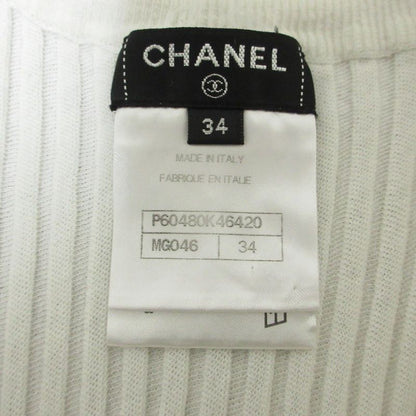 CHANEL
34
MADE IN ITALY
FABRIQUE EN ITALIE
P60480K46420
MG046 34